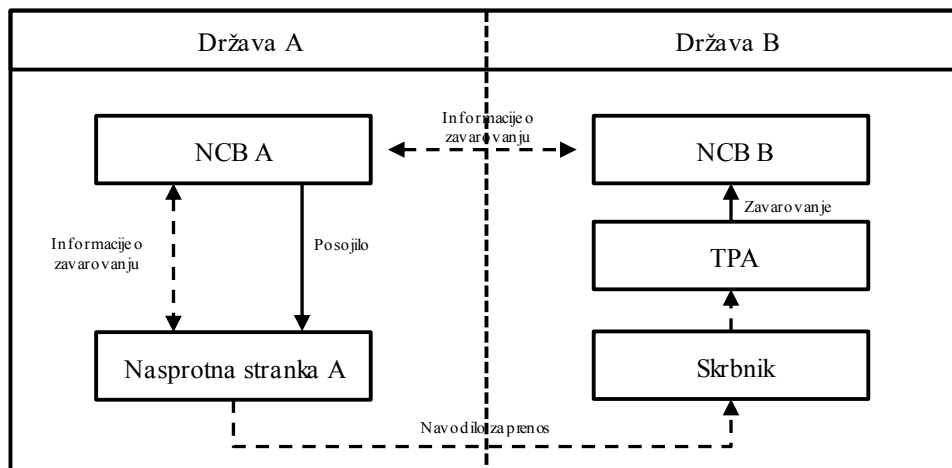 Država A
Država B
Informacije o
zavarovanju
NCB A
NCB B
Zavarovanje
Informacije o
zavarovanju
Posojilo
TPA
Nasprotna stranka A
Skrbnik
Navodilo za prenos